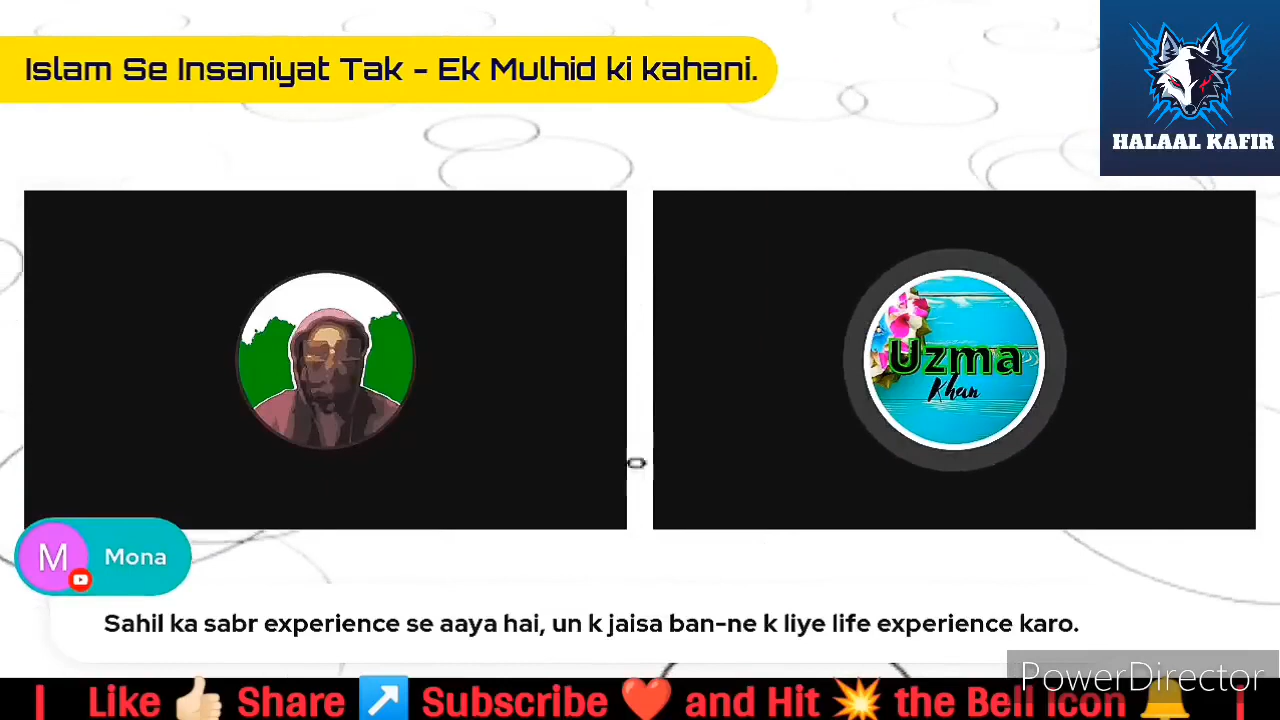 Islam Se Insaniyat Tak - Ek Mulhid ki kahani.
HALAAL KAFIR
Uzma
Khan
M
Mona
Sahil ka sabr experience se aaya hai, un k jaisa ban-ne k liye life experience karo.
PowerDirector
| Like 👍🏻 Share ↗️ Subscribe ❤️ and Hit 💥 the Bell Icon 🔔 |